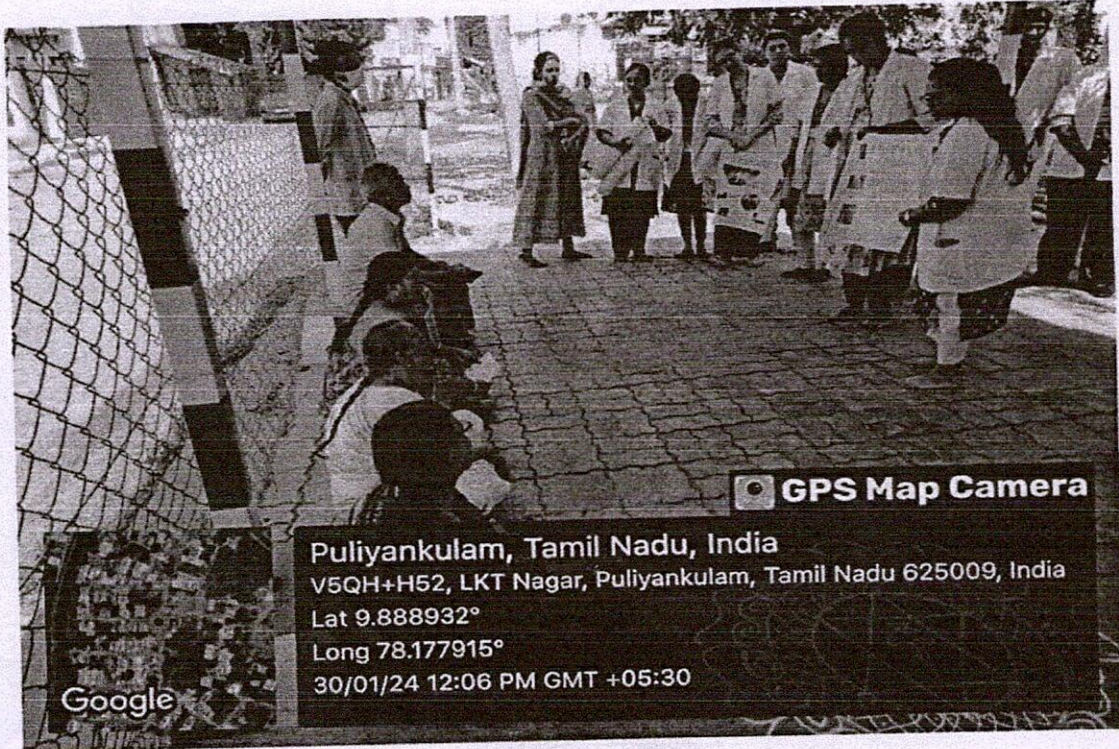 GPS Map Camera
Puliyankulam, Tamil Nadu, India
V5QH+H52, LKT Nagar, Puliyankulam, Tamil Nadu 625009, India
Lat 9.888932°
Long 78.177915°
30/01/24 12:06 PM GMT +05:30
Google